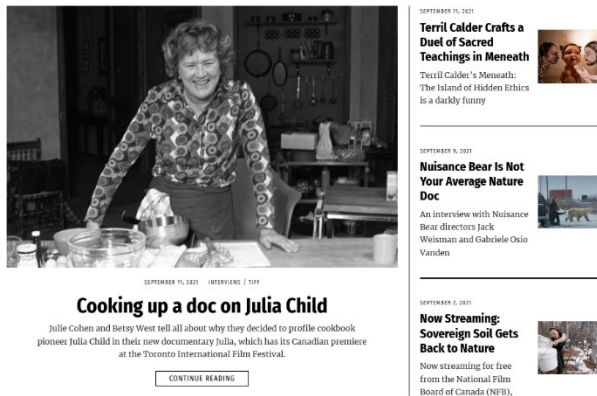 SEPTEMBER 11, 2021 INTERVIEWS / TIFF
Cooking up a doc on Julia Child
Julie Cohen and Betsy West tell all about why they decided to profile cookbook
pioneer Julia Child in their new documentary Julia, which has its Canadian premiere
at the Toronto International Film Festival.
CONTINUE READING
SEPTEMBER 11, 2021
Terril Calder Crafts a
Duel of Sacred
Teachings in Meneath
Terril Calder's Meneath:
The Island of Hidden Ethics
is a darkly funny
SEPTEMBER 9, 2021
Nuisance Bear Is Not
Your Average Nature
Doc
An interview with Nuisance
Bear directors Jack
Weisman and Gabriele Osio
Vanden
SEPTEMBER 2, 2021
Now Streaming:
Sovereign Soil Gets
Back to Nature
Now streaming for free
from the National Film
Board of Canada (NFB),